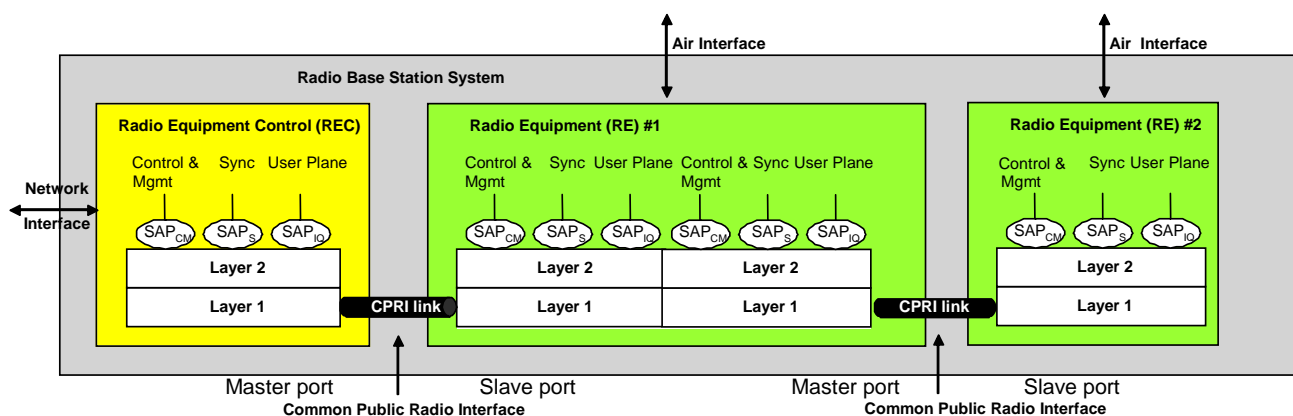 Air Interface
Air Interface
Radio Base Station System
Radio Equipment Control (REC)
Radio Equipment (RE) #1
Radio Equipment (RE) #2
Control & Mgmt
Sync
User Plane
Control & Mgmt
Sync
User Plane
Control & Mgmt
Sync
User Plane
Control & Mgmt
Sync
User Plane
Network
Interface
SAPCM
SAPS
SAPIQ
SAPCM
SAPS
SAPIQ
SAPCM
SAPS
SAPIQ
SAPCM
SAPS
SAPIQ
Layer 2
Layer 2
Layer 2
Layer 2
Layer 1
CPRI link
Layer 1
Layer 1
CPRI link
Layer 1
Master port
Slave port
Master port
Slave port
Common Public Radio Interface
Common Public Radio Interface